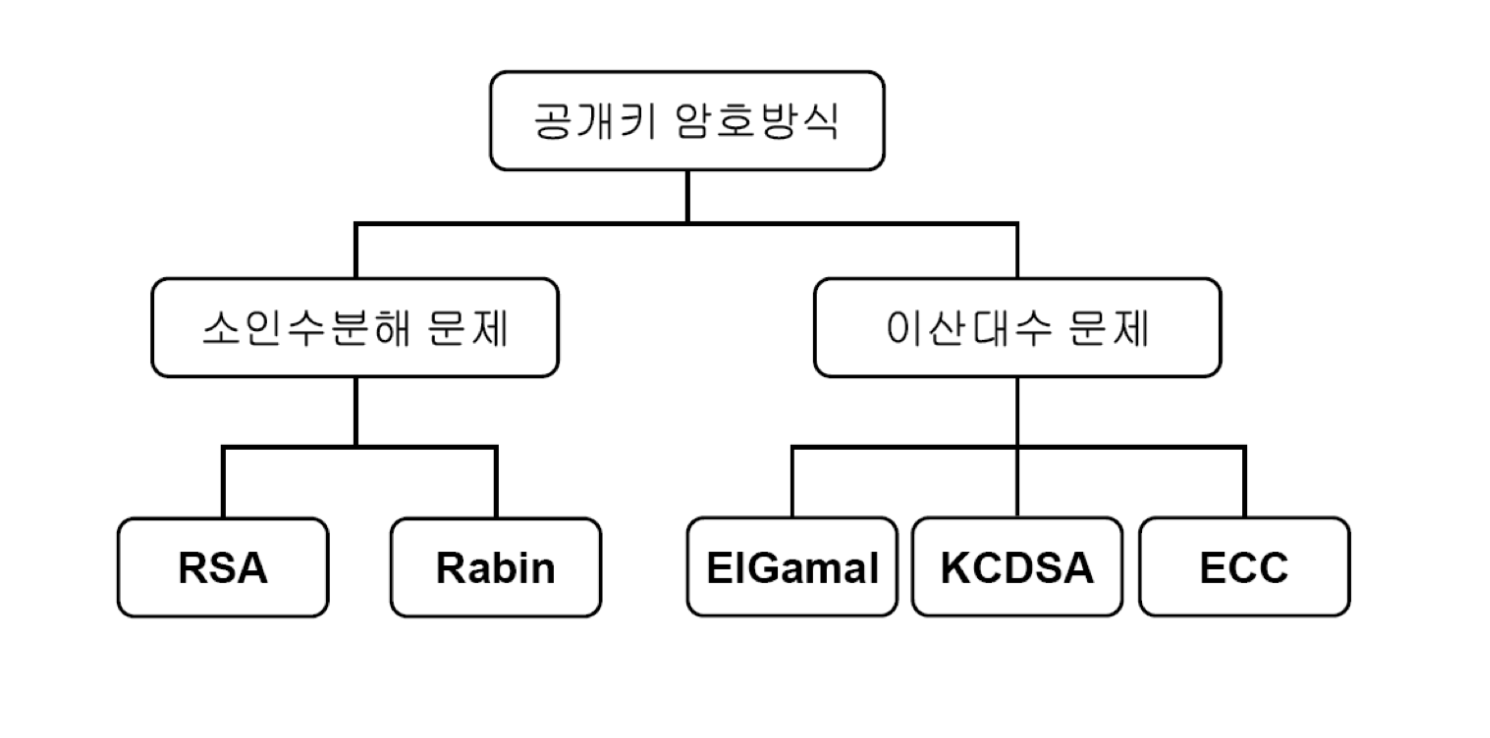 공개키 암호방식
소인수분해 문제
이산대수 문제
RSA
Rabin
ElGamal
KCDSA
ECC